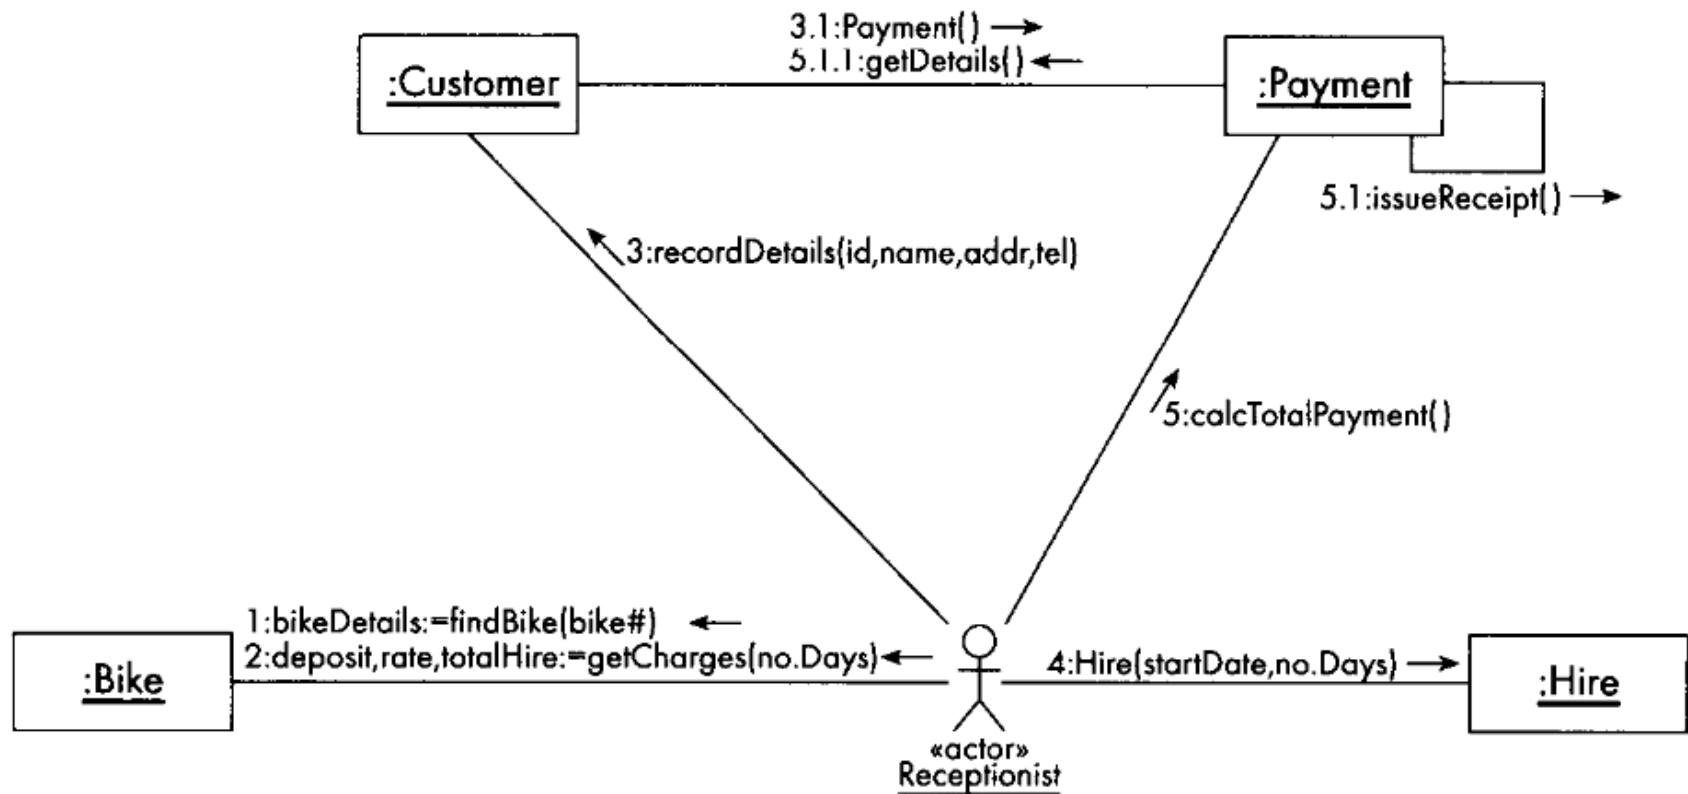 3.1:Payment()
5.1.1:getDetails()
:Customer
:Payment
5.1:issueReceipt()
3:recordDetails(id,name,addr,tel)
5:calcTotalPayment()
1:bikeDetails:=findBike(bike#)
2:deposit,rate,totalHire:=getCharges(no.Days)
4:Hire(startDate,no.Days)
:Bike
:Hire
«actor»
Receptionist